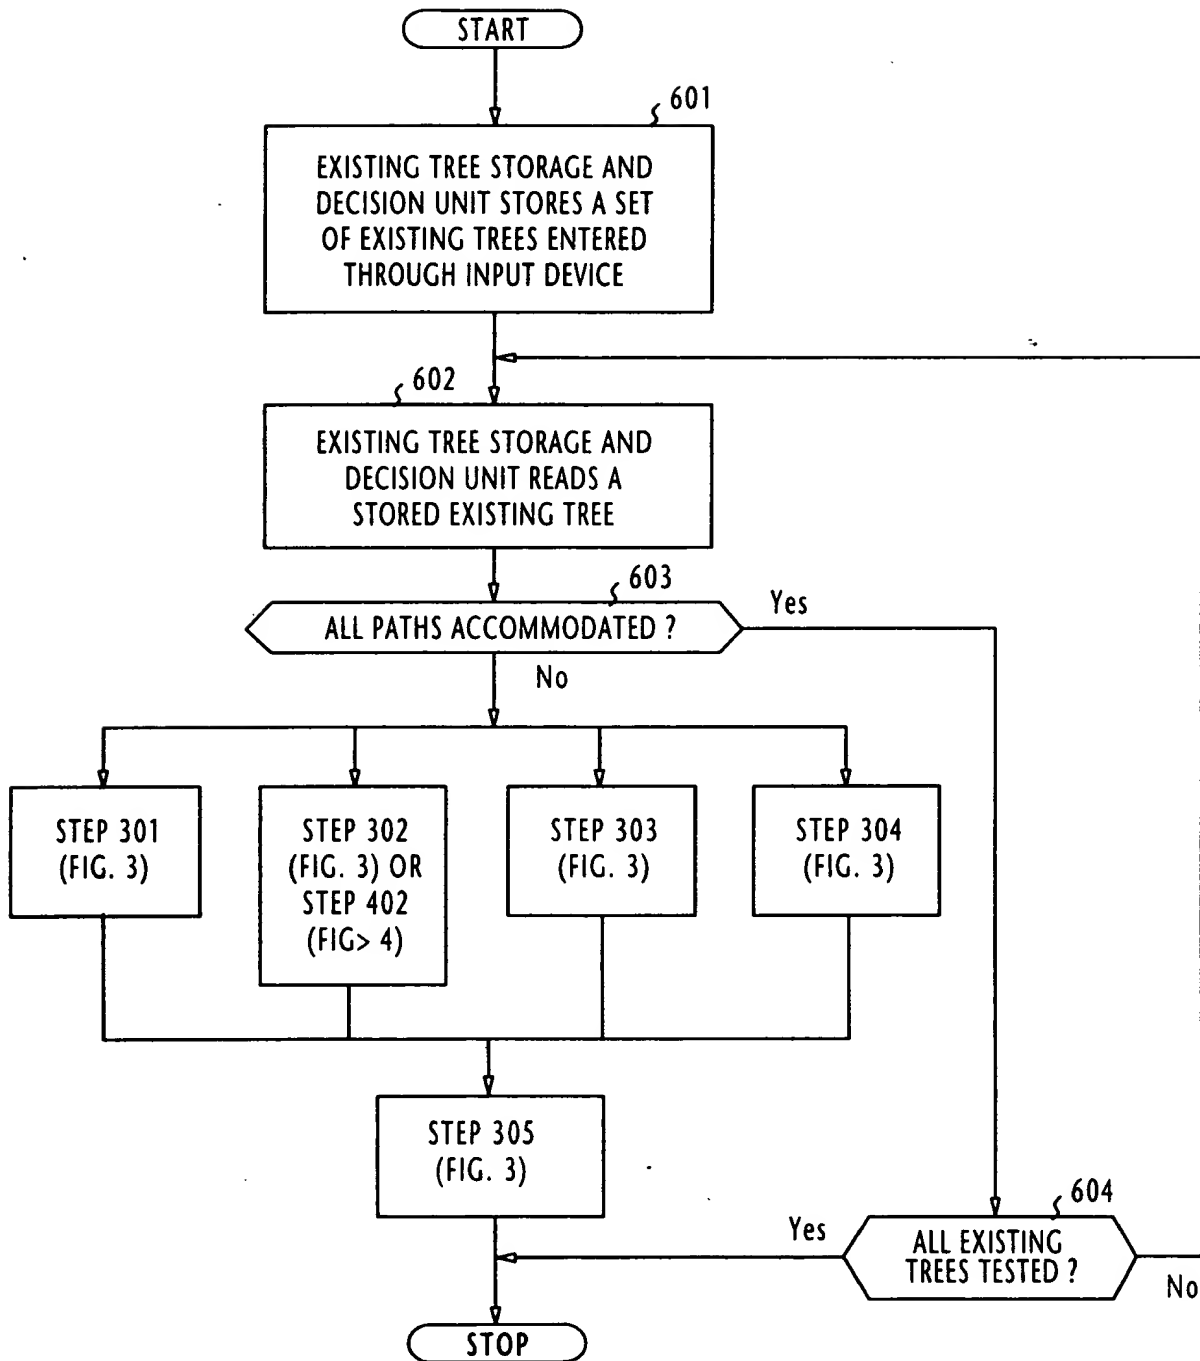 START
601
EXISTING TREE STORAGE AND
DECISION UNIT STORES A SET
OF EXISTING TREES ENTERED
THROUGH INPUT DEVICE
602
EXISTING TREE STORAGE AND
DECISION UNIT READS A
STORED EXISTING TREE
603
ALL PATHS ACCOMMODATED ?
Yes
No
STEP 301
(FIG. 3)
STEP 302
(FIG. 3) OR
STEP 402
(FIG> 4)
STEP 303
(FIG. 3)
STEP 304
(FIG. 3)
STEP 305
(FIG. 3)
604
Yes
ALL EXISTING
TREES TESTED ?
No
STOP